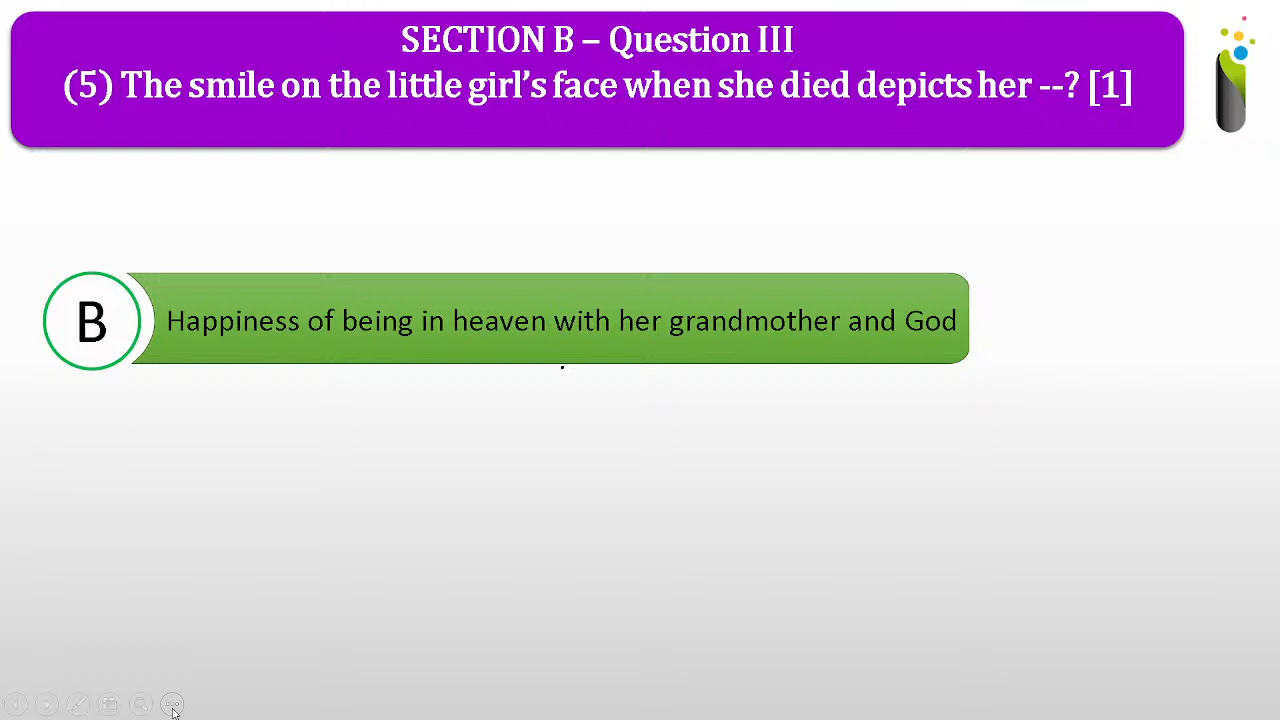 SECTION B – Question III
(5) The smile on the little girl’s face when she died depicts her --? [1]
B
Happiness of being in heaven with her grandmother and God
.